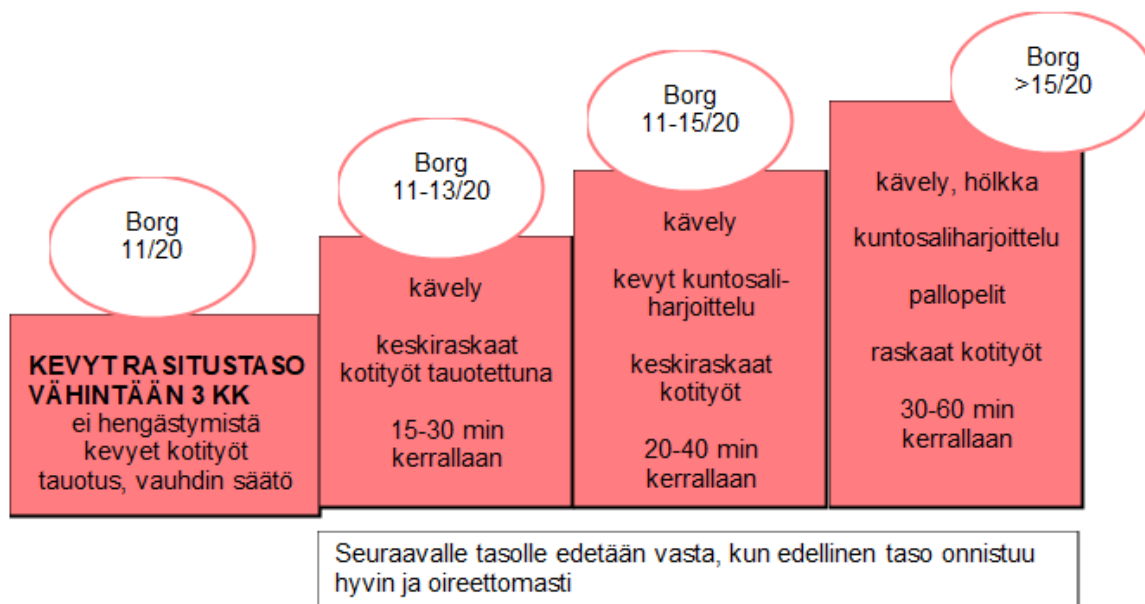 Borg
11/20
KEVYT RASITUSTASO
VÄHINTÄÄN 3 KK
ei hengästymistä
kevyet kotityöt
tauotus, vauhdin säätö
Borg
11-13/20
kävely
keskiraskaat
kotityöt tauotettuna
15-30 min
kerrallaan
Borg
11-15/20
kävely
kevyt kuntosali-
harjoittelu
keskiraskaat
kotityöt
20-40 min
kerrallaan
Borg
>15/20
kävely, hölkka
kuntosaliharjoittelu
pallopelit
raskaat kotityöt
30-60 min
kerrallaan
Seuraavalle tasolle edetään vasta, kun edellinen taso onnistuu
hyvin ja oireettomasti